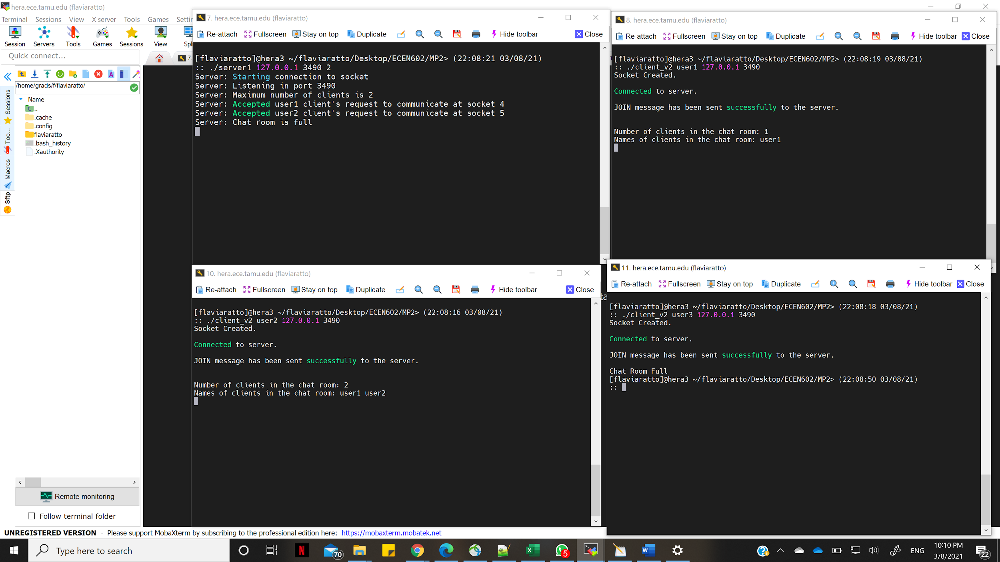 hera.ece.tamu.edu (flaviaratto)
Terminal Sessions View X server Tools Games Settin
Session Servers Tools Games Sessions View Spl
Quick connect...
7.
/home/grads/f/flaviaratto/
Name
..
.cache
.config
flaviaratto
.bash_history
.Xauthority
Sessions
Too...
Macros
Sftp
Remote monitoring
Follow terminal folder
7. hera.ece.tamu.edu (flaviaratto)
Re-attach Fullscreen Stay on top Duplicate Hide toolbar Close
[flaviaratto]@hera3 ~/flaviaratto/Desktop/ECEN602/MP2> (22:08:21 03/08/21)
:: ./server1 127.0.0.1 3490 2
Server: Starting connection to socket
Server: Listening in port 3490
Server: Maximum number of clients is 2
Server: Accepted user1 client's request to communicate at socket 4
Server: Accepted user2 client's request to communicate at socket 5
Server: Chat room is full
8. hera.ece.tamu.edu (flaviaratto)
Re-attach Fullscreen Stay on top Duplicate Hide toolbar Close
[flaviaratto]@hera3 ~/flaviaratto/Desktop/ECEN602/MP2> (22:08:19 03/08/21)
:: ./client_v2 user1 127.0.0.1 3490
Socket Created.
Connected to server.
JOIN message has been sent successfully to the server.
Number of clients in the chat room: 1
Names of clients in the chat room: user1
10. hera.ece.tamu.edu (flaviaratto)
Re-attach Fullscreen Stay on top Duplicate Hide toolbar Close
ta
[flaviaratto]@hera3 ~/flaviaratto/Desktop/ECEN602/MP2> (22:08:16 03/08/21)
:: ./client_v2 user2 127.0.0.1 3490
Socket Created.
Connected to server.
JOIN message has been sent successfully to the server.
Number of clients in the chat room: 2
Names of clients in the chat room: user1 user2
11. hera.ece.tamu.edu (flaviaratto)
Re-attach Fullscreen Stay on top Duplicate Hide toolbar Close
[flaviaratto]@hera3 ~/flaviaratto/Desktop/ECEN602/MP2> (22:08:18 03/08/21)
:: ./client_v2 user3 127.0.0.1 3490
Socket Created.
Connected to server.
JOIN message has been sent successfully to the server.
Chat Room Full
[flaviaratto]@hera3 ~/flaviaratto/Desktop/ECEN602/MP2> (22:08:50 03/08/21)
::
UNREGISTERED VERSION - Please support MobaXterm by subscribing to the professional edition here: https://mobaxterm.mobatek.net
Type here to search
70
5
ENG
10:10 PM
3/8/2021
22